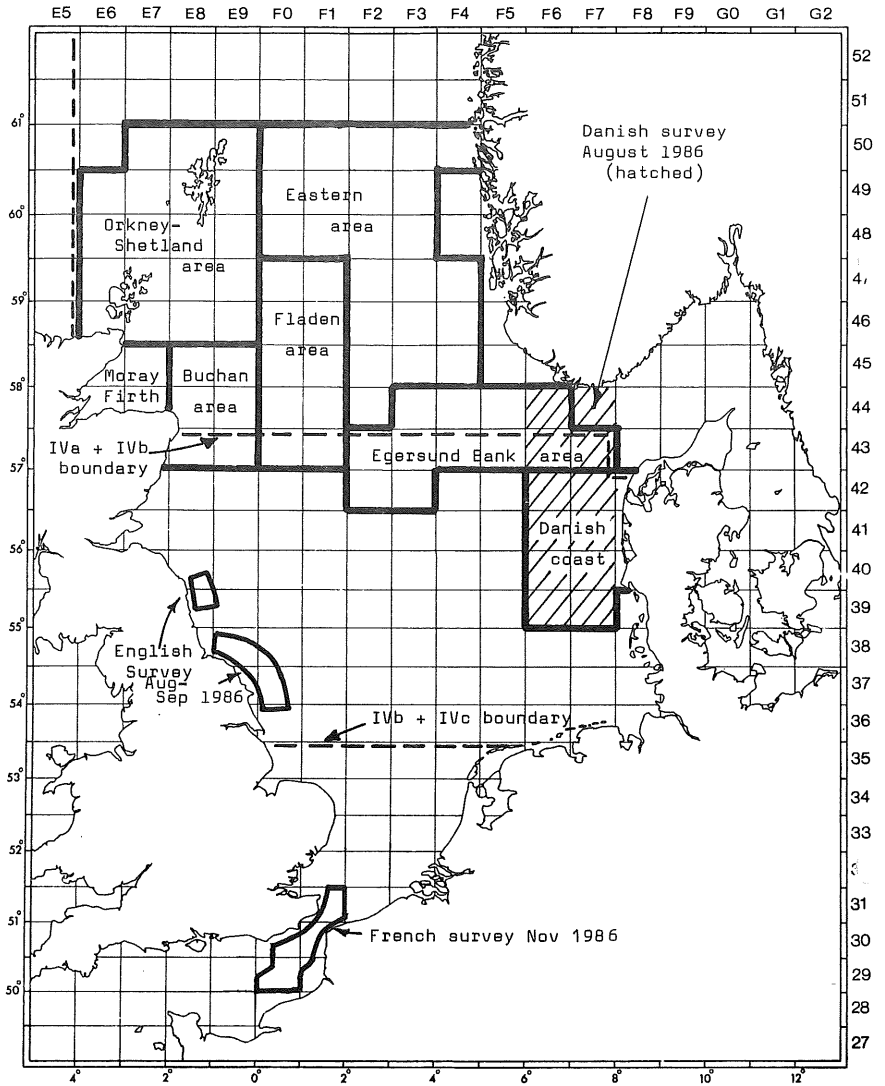 E5 E6 E7 E8 E9 F0 F1 F2 F3 F4 F5 F6 F7 F8 F9 G0 G1 G2
52
51
61°
50
Danish survey
August 1986
(hatched)
49
Eastern
area
60°
Orkney-
Shetland
area
48
47
59°
46
Fladen
area
45
58°
Moray
Firth
Buchan
area
44
IVa + IVb
boundary
Egersund Bank area
43
57°
42
Danish
coast
41
56°
40
39
55°
English
Survey
Aug-
Sep 1986
38
37
54°
IVb + IVc boundary
36
35
53°
34
33
52°
31
51°
French survey Nov 1986
30
29
50°
28
27
4° 2° 0° 2° 4° 6° 8° 10° 12°